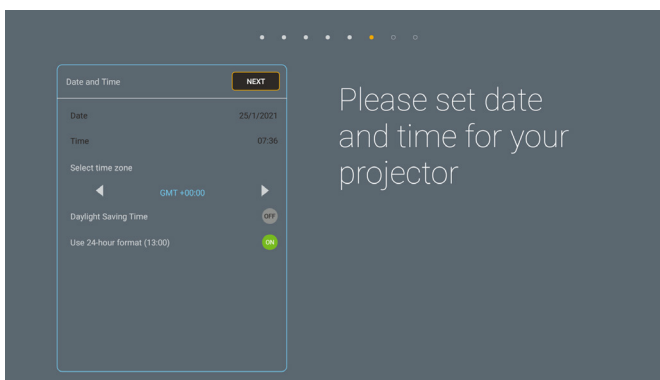 Date and Time
NEXT
Date 25/1/2021
Time 07:36
Select time zone
GMT +00:00
Daylight Saving Time OFF
Use 24-hour format (13:00) ON
Please set date
and time for your
projector